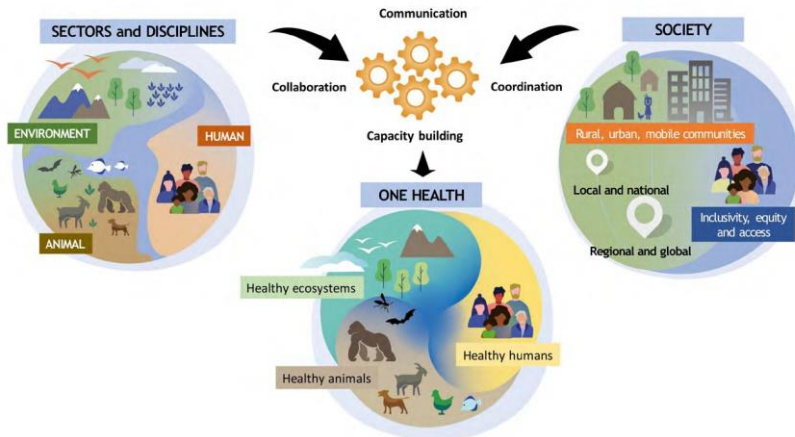 SECTORS and DISCIPLINES
ENVIRONMENT
HUMAN
ANIMAL
Communication
Collaboration
Coordination
Capacity building
SOCIETY
Rural, urban, mobile communities
Local and national
Inclusivity, equity
and access
Regional and global
ONE HEALTH
Healthy ecosystems
Healthy humans
Healthy animals